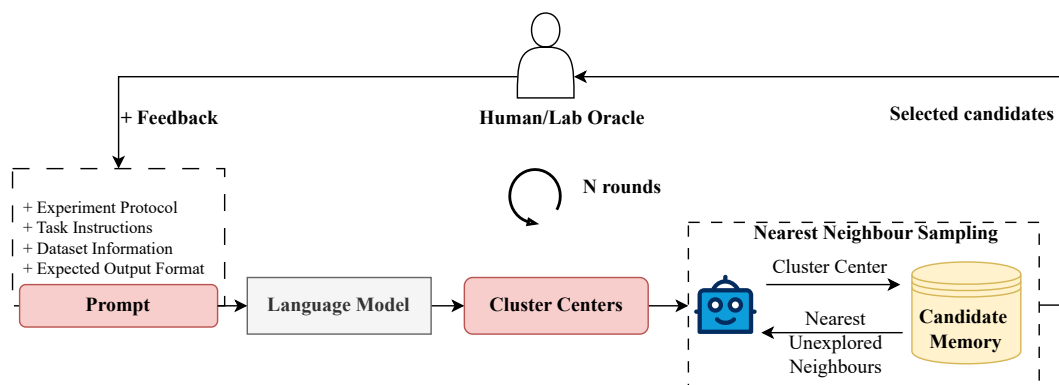 + Feedback
Human/Lab Oracle
Selected candidates
N rounds
+ Experiment Protocol
+ Task Instructions
+ Dataset Information
+ Expected Output Format
Prompt
Language Model
Cluster Centers
Nearest Neighbour Sampling
Cluster Center
Nearest
Unexplored
Neighbours
Candidate
Memory